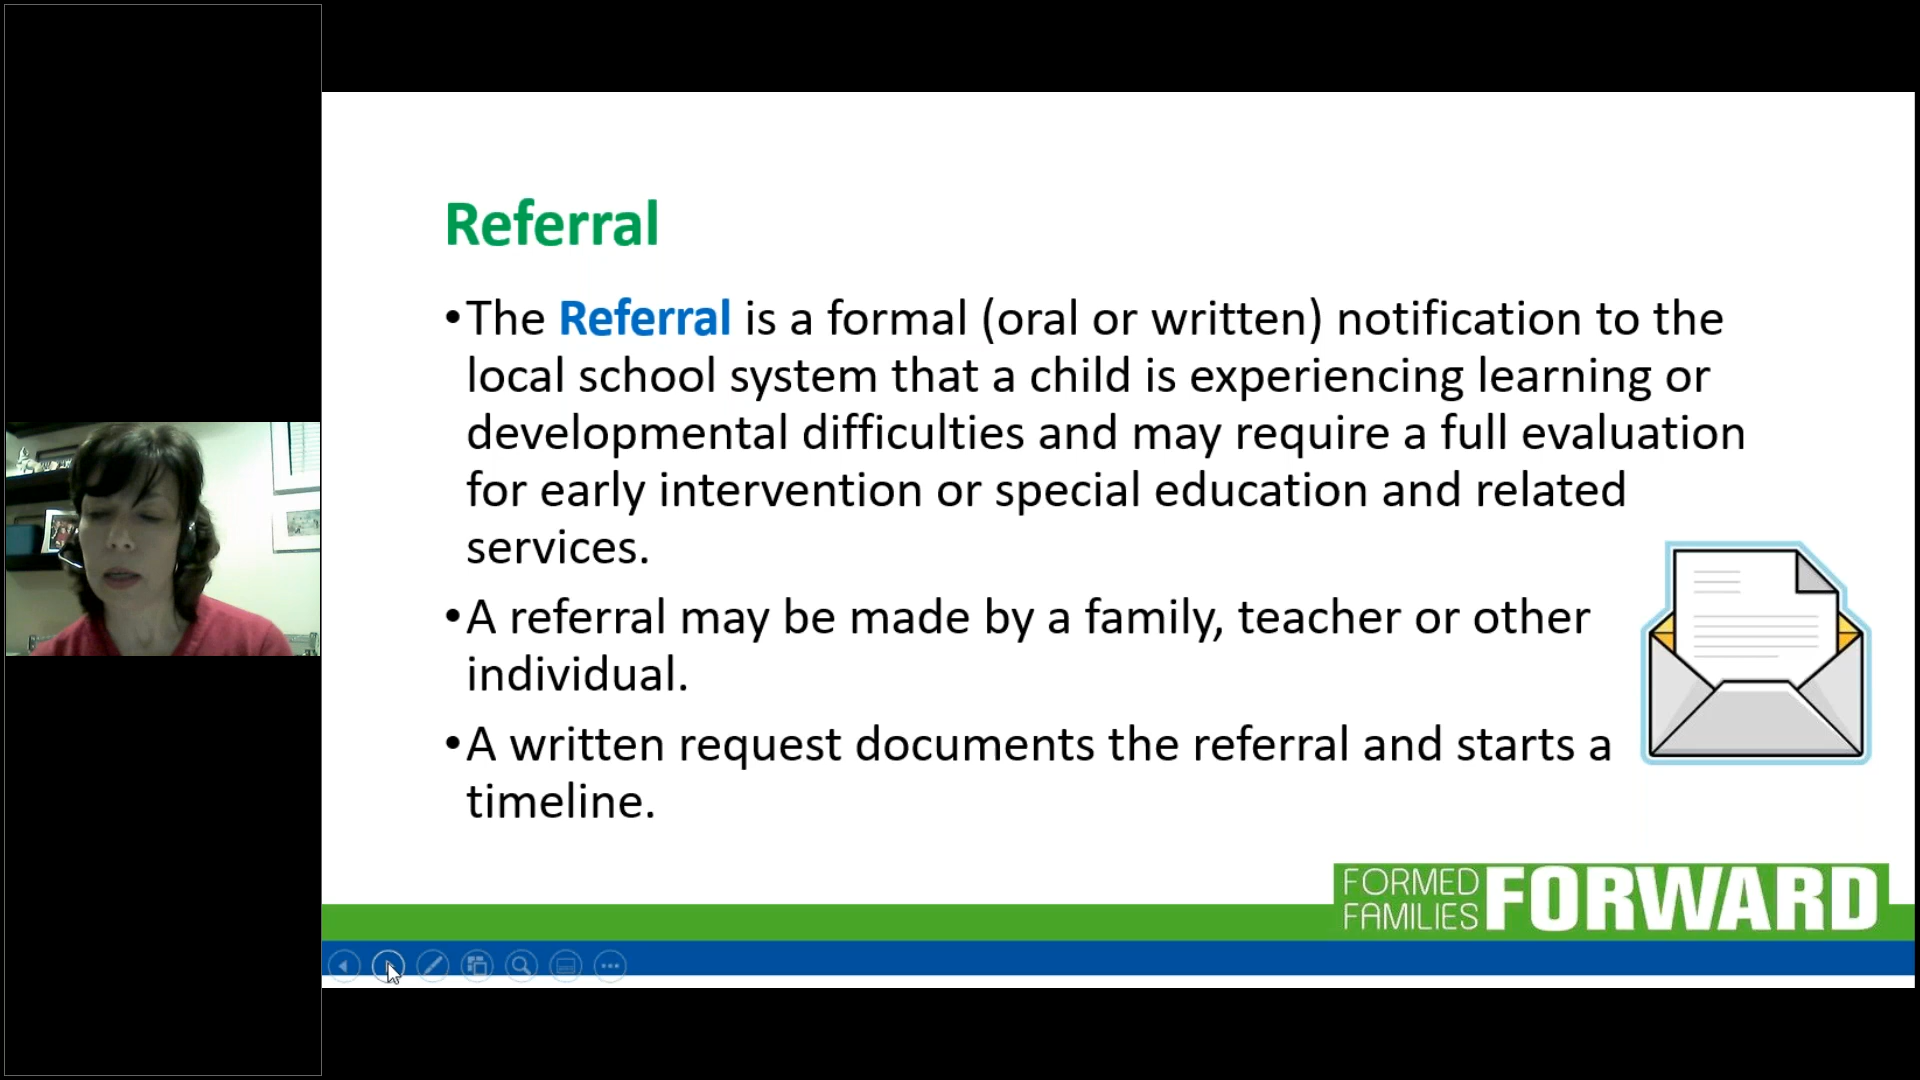 Referral
•The Referral is a formal (oral or written) notification to the
local school system that a child is experiencing learning or
developmental difficulties and may require a full evaluation
for early intervention or special education and related
services.
•A referral may be made by a family, teacher or other
individual.
•A written request documents the referral and starts a
timeline.
FORMED
FAMILIES
FORWARD